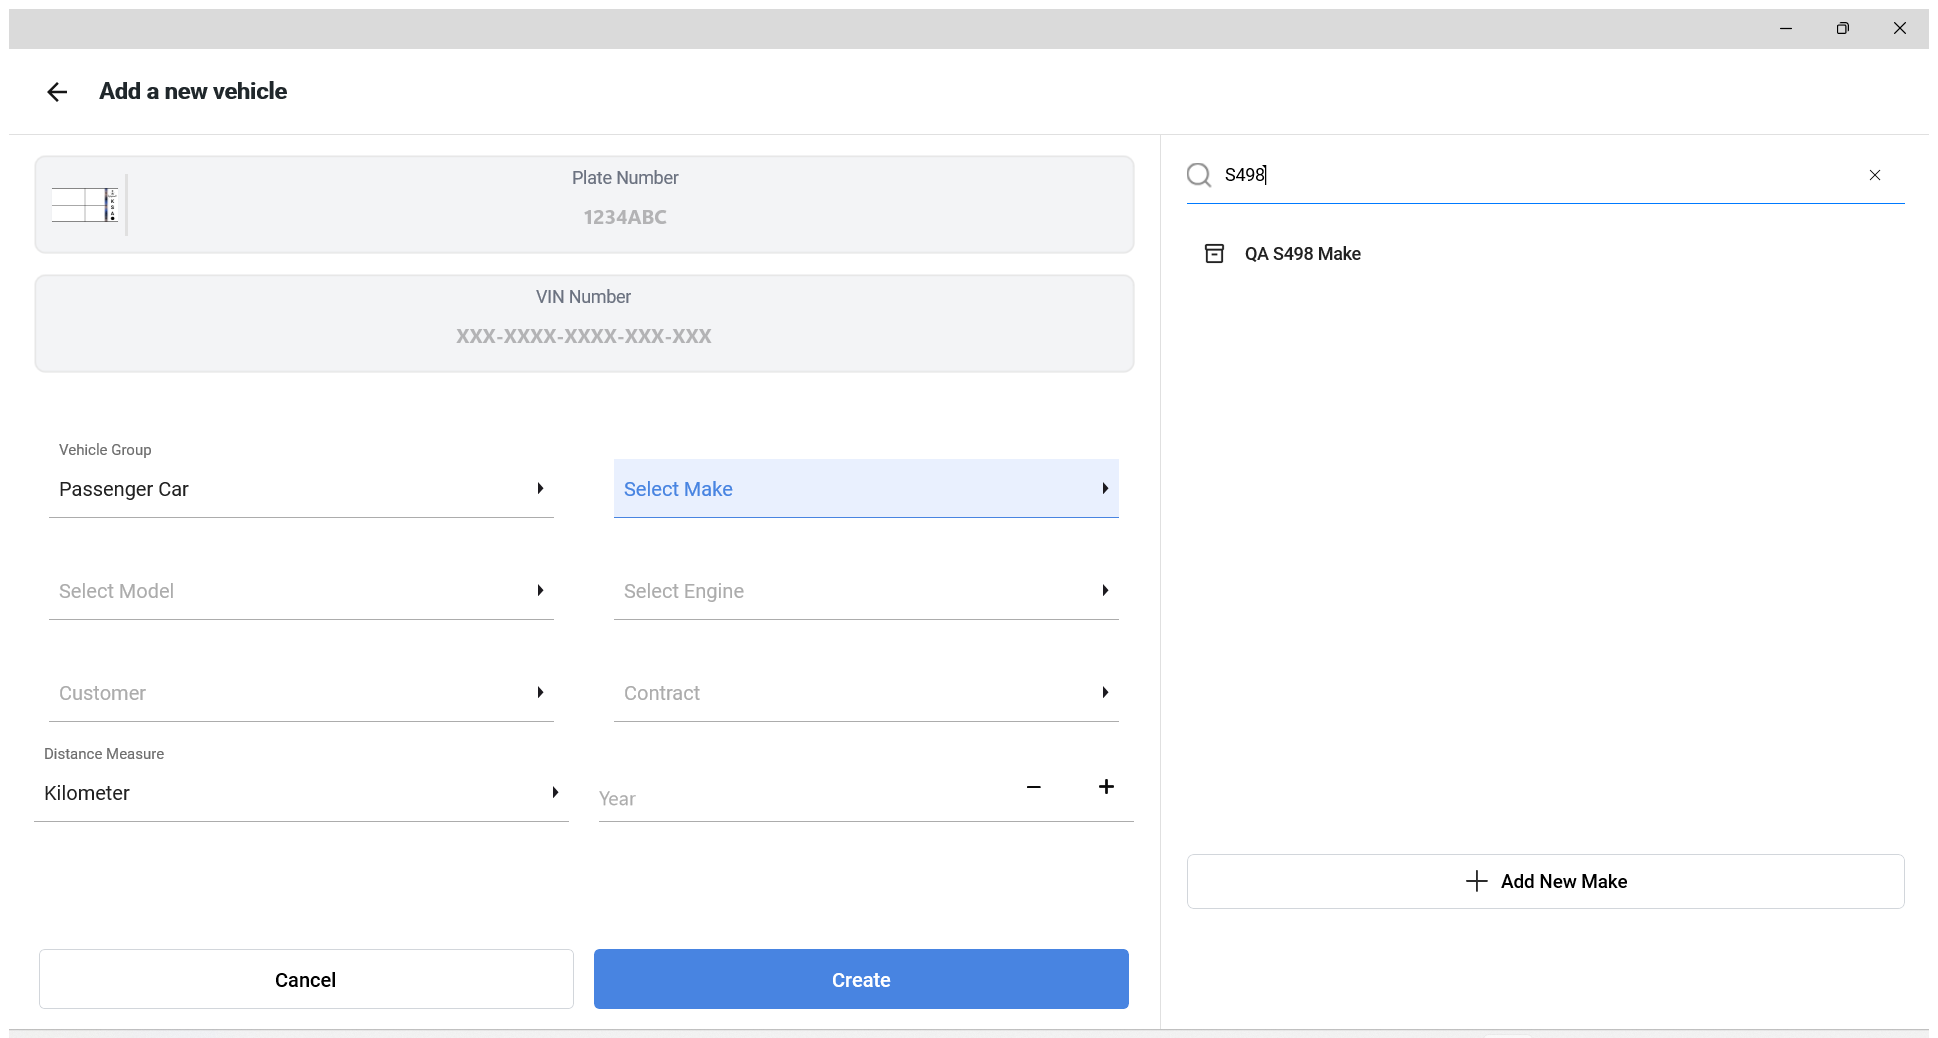 Add a new vehicle
Plate Number
1234ABC
VIN Number
XXX-XXXX-XXXX-XXX-XXX
Vehicle Group
Passenger Car
Select Make
Select Model
Select Engine
Customer
Contract
Distance Measure
Kilometer
Year
Cancel
Create
S498
QA S498 Make
Add New Make